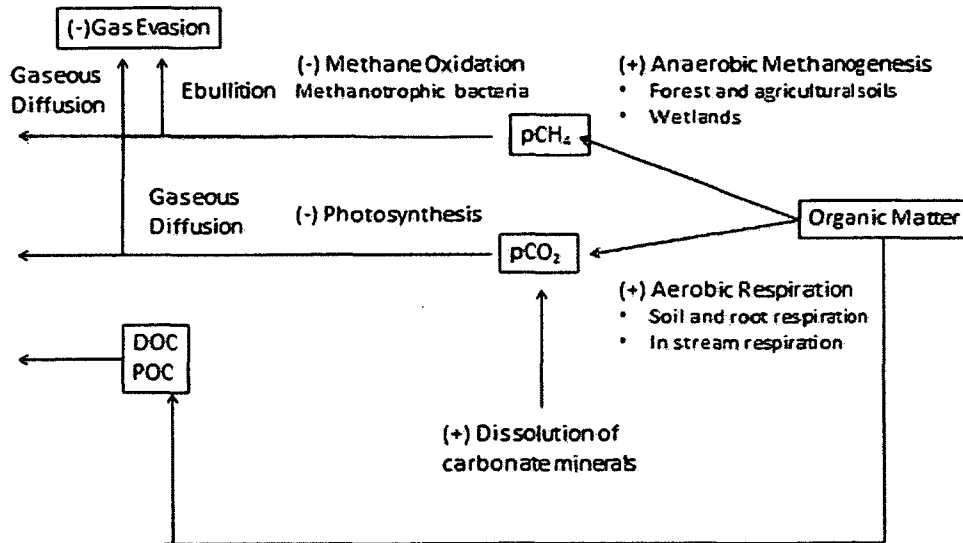 (-)Gas Evasion
Gaseous
Diffusion
Ebullition
(-) Methane Oxidation
Methanotrophic bacteria
(+) Anaerobic Methanogenesis
• Forest and agricultural soils
• Wetlands
pCH₄
Gaseous
Diffusion
(-) Photosynthesis
Organic Matter
pCO₂
(+) Aerobic Respiration
• Soil and root respiration
• In stream respiration
DOC
POC
(+) Dissolution of
carbonate minerals